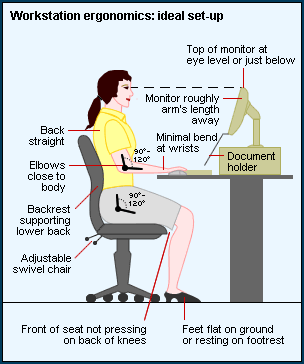 Workstation ergonomics: ideal set-up
Top of monitor at
eye level or just below
Monitor roughly
arm's length
away
Minimal bend
at wrists
Document
holder
Back
straight
Elbows
close to
body
90°-
120°
Backrest
supporting
lower back
90°-
120°
Adjustable
swivel chair
Front of seat not pressing
on back of knees
Feet flat on ground
or resting on footrest